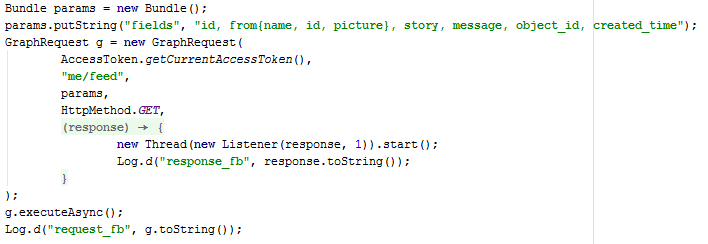 Bundle params = new Bundle();
params.putString("fields", "id, from{name, id, picture}, story, message, object_id, created_time");
GraphRequest g = new GraphRequest(
        AccessToken.getCurrentAccessToken(),
        "me/feed",
        params,
        HttpMethod.GET,
        (response) → {
                new Thread(new Listener(response, 1)).start();
                Log.d("response_fb", response.toString());
        }
);
g.executeAsync();
Log.d("request_fb", g.toString());